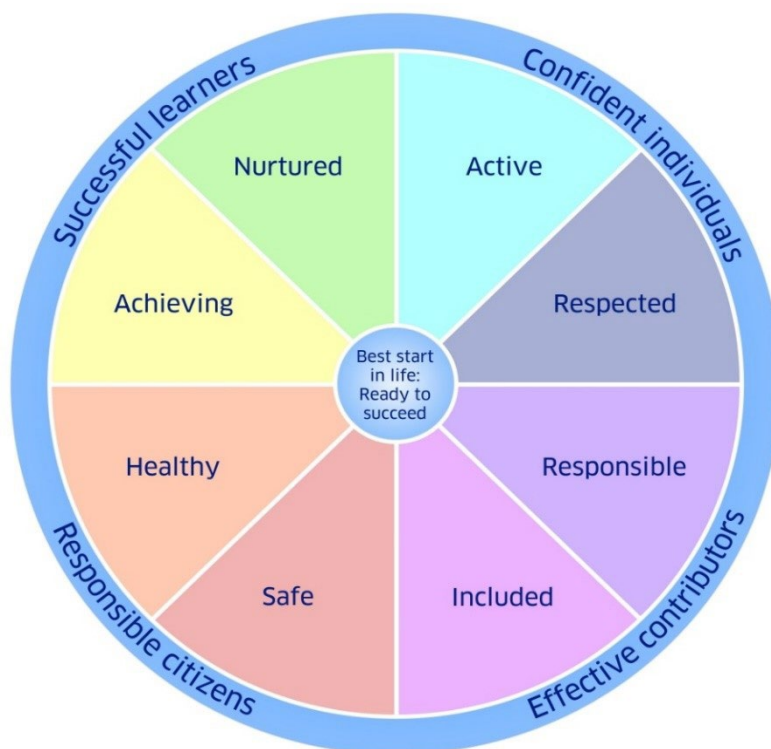 Successful learners
Confident individuals
Nurtured
Active
Achieving
Respected
Best start
in life:
Ready to
succeed
Healthy
Responsible
Safe
Included
Responsible citizens
Effective contributors